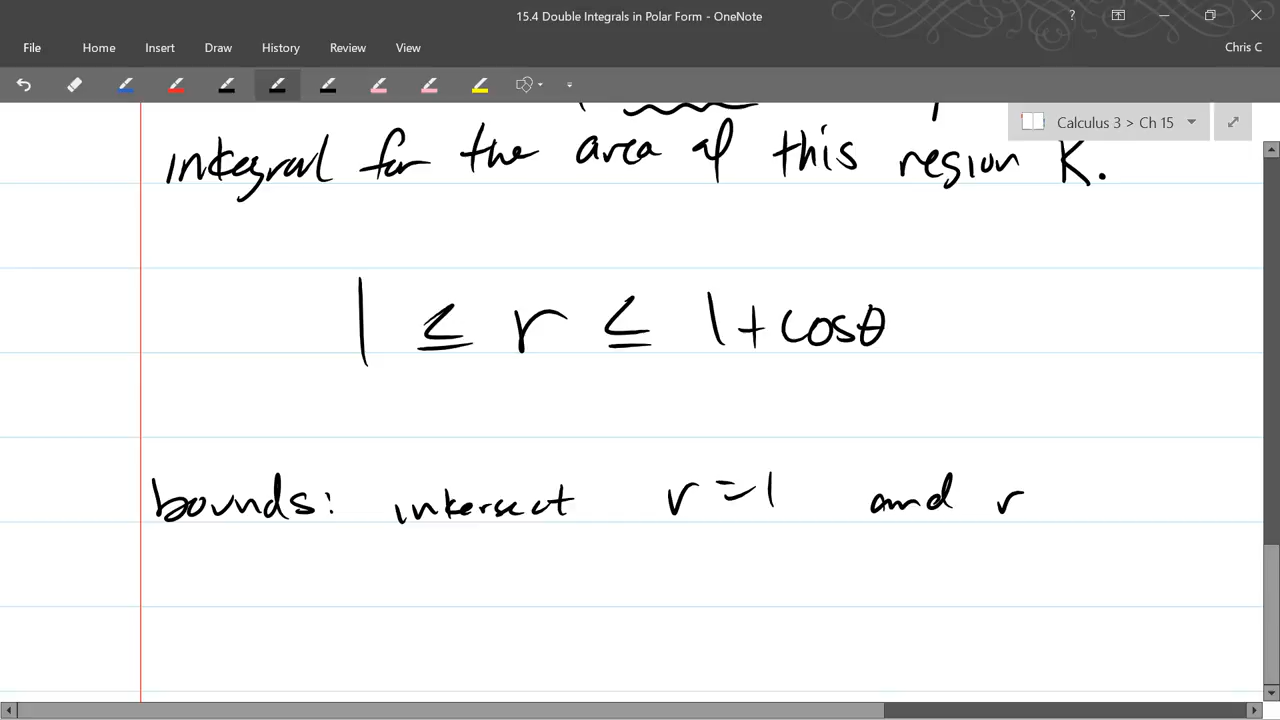 15.4 Double Integrals in Polar Form - OneNote
File Home Insert Draw History Review View Chris C
Calculus 3 > Ch 15
integral for the area of this region K.
1 ≤ r ≤ 1+cosθ
bounds: intersect r=1 and r